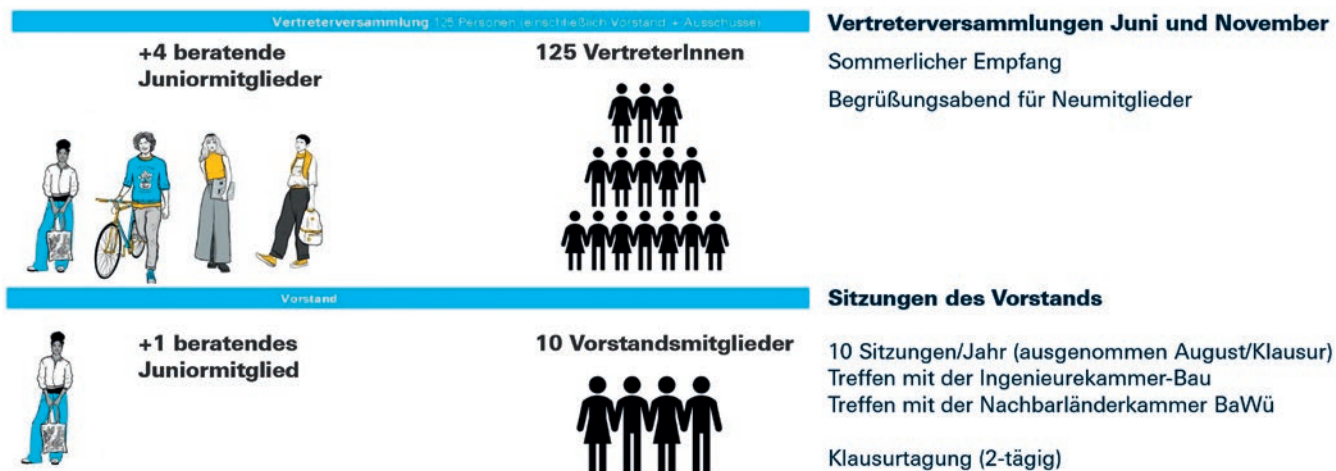 Vertreterversammlung 125 Personen (einschließlich Vorstand + Ausschüsse)
+4 beratende
Juniormitglieder
125 VertreterInnen
Vertreterversammlungen Juni und November
Sommerlicher Empfang
Begrüßungsabend für Neumitglieder
Vorstand
+1 beratendes
Juniormitglied
10 Vorstandsmitglieder
Sitzungen des Vorstands
10 Sitzungen/Jahr (ausgenommen August/Klausur)
Treffen mit der Ingenieurekammer-Bau
Treffen mit der Nachbarländerkammer BaWü
Klausurtagung (2-tägig)